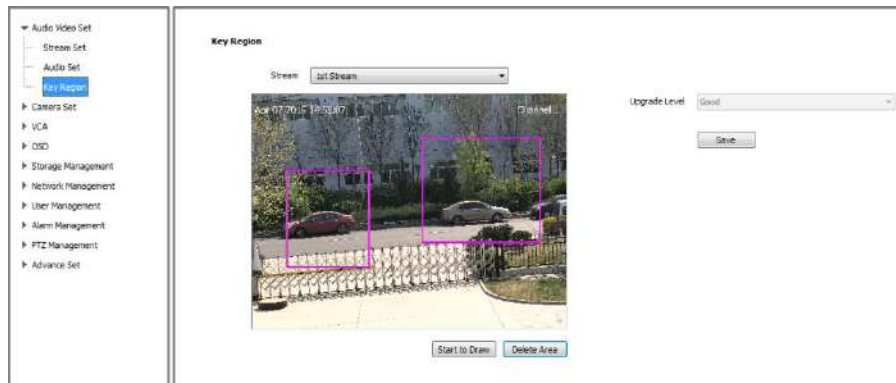 Audio Video Set
Stream Set
Audio Set
Key Region
Camera Set
VCA
OSD
Storage Management
Network Management
User Management
Alarm Management
PTZ Management
Advance Set
Key Region
Stream 1st Stream
Channel...
Upgrade Level Good
Save
Start to Draw Delete Area